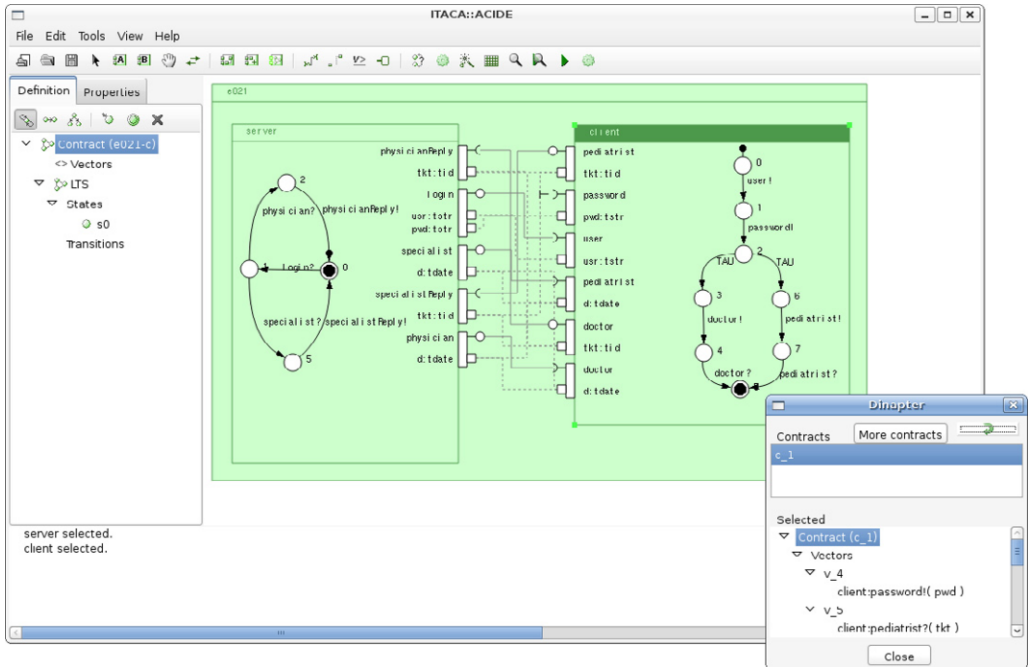 ITACA::ACIDE
File Edit Tools View Help
Definition Properties
Contract (e021-c)
<> Vectors
LTS
States
s0
Transitions
server selected.
client selected.
e021
server
physicianReply
tkt:tid
login
usr:tstr
pwd:tstr
specialist
d:tdate
specialistReply
tkt:tid
physician
d:tdate
2
physician? physicianReply!
1 login? 0
specialist? specialistReply!
5
client
pediatrist
tkt:tid
password
pwd:tstr
user
usr:tstr
pediatrist
d:tdate
doctor
tkt:tid
doctor
d:tdate
0
user!
1
password!
2
TAU TAU
3 6
doctor! pediatrist!
4 7
doctor? pediatrist?
Dinapter
Contracts More contracts
c_1
Selected
Contract (c_1)
Vectors
v_4
client:password!( pwd )
v_5
client:pediatrist?( tkt )
Close